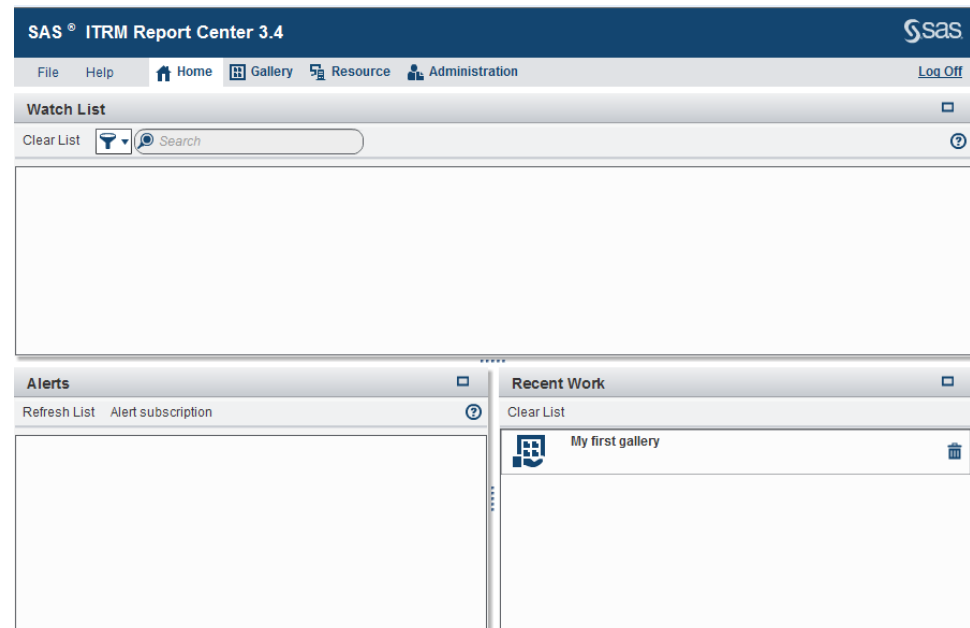 SAS ® ITRM Report Center 3.4
sas
File Help Home Gallery Resource Administration Log Off
Watch List
Clear List Search
Alerts
Refresh List Alert subscription
Recent Work
Clear List
My first gallery